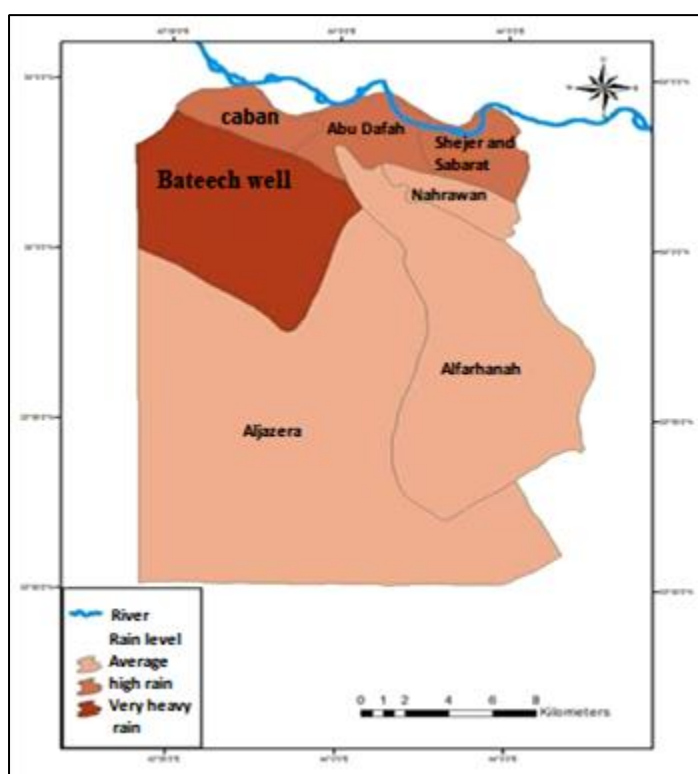 caban
Abu Dafah
Shejer and
Sabarat
Bateech well
Nahrawan
Alfarhanah
Aljazera
River
Rain level
Average
high rain
Very heavy
rain
0 1 2 4 6 8
Kilometers